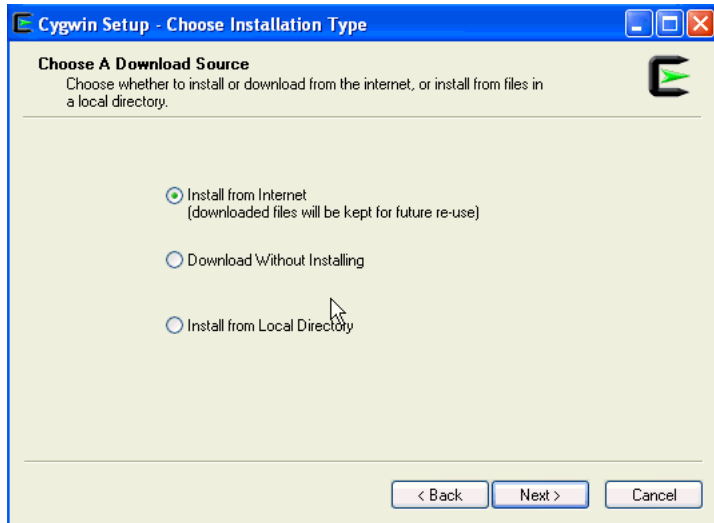 Cygwin Setup - Choose Installation Type
Choose A Download Source
Choose whether to install or download from the internet, or install from files in
a local directory.
Install from Internet
(downloaded files will be kept for future re-use)
Download Without Installing
Install from Local Directory
< Back Next > Cancel